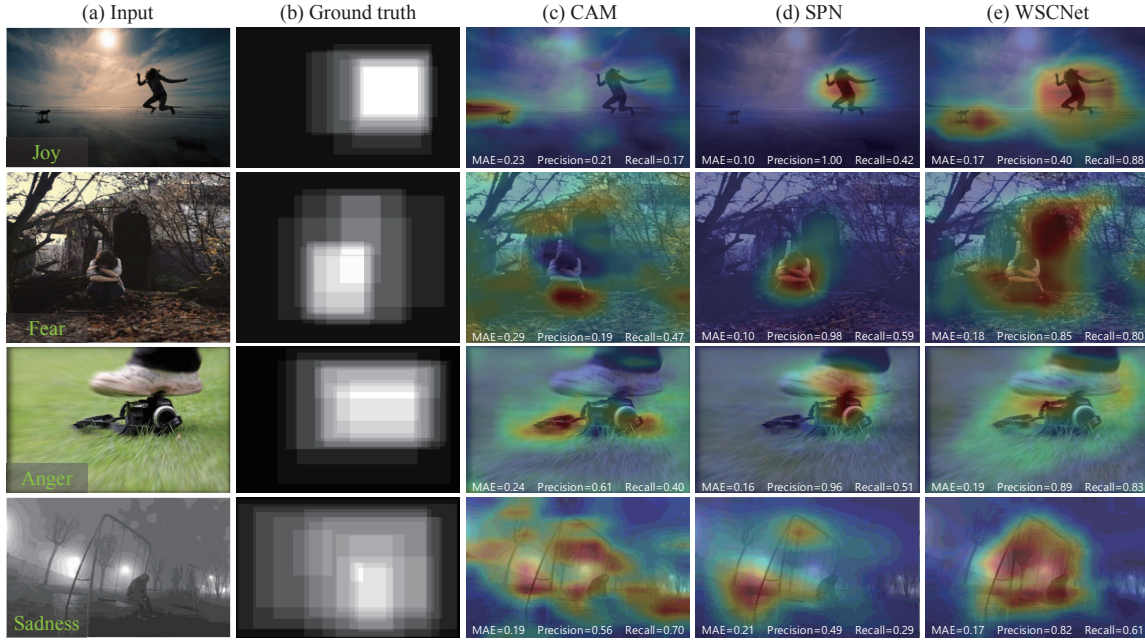 (a) Input (b) Ground truth (c) CAM (d) SPN (e) WSCNet
Joy
MAE=0.23 Precision=0.21 Recall=0.17
MAE=0.10 Precision=1.00 Recall=0.42
MAE=0.17 Precision=0.40 Recall=0.88
Fear
MAE=0.29 Precision=0.19 Recall=0.47
MAE=0.10 Precision=0.98 Recall=0.59
MAE=0.18 Precision=0.85 Recall=0.80
Anger
MAE=0.24 Precision=0.61 Recall=0.40
MAE=0.16 Precision=0.96 Recall=0.51
MAE=0.19 Precision=0.89 Recall=0.83
Sadness
MAE=0.19 Precision=0.56 Recall=0.70
MAE=0.21 Precision=0.49 Recall=0.29
MAE=0.17 Precision=0.82 Recall=0.61